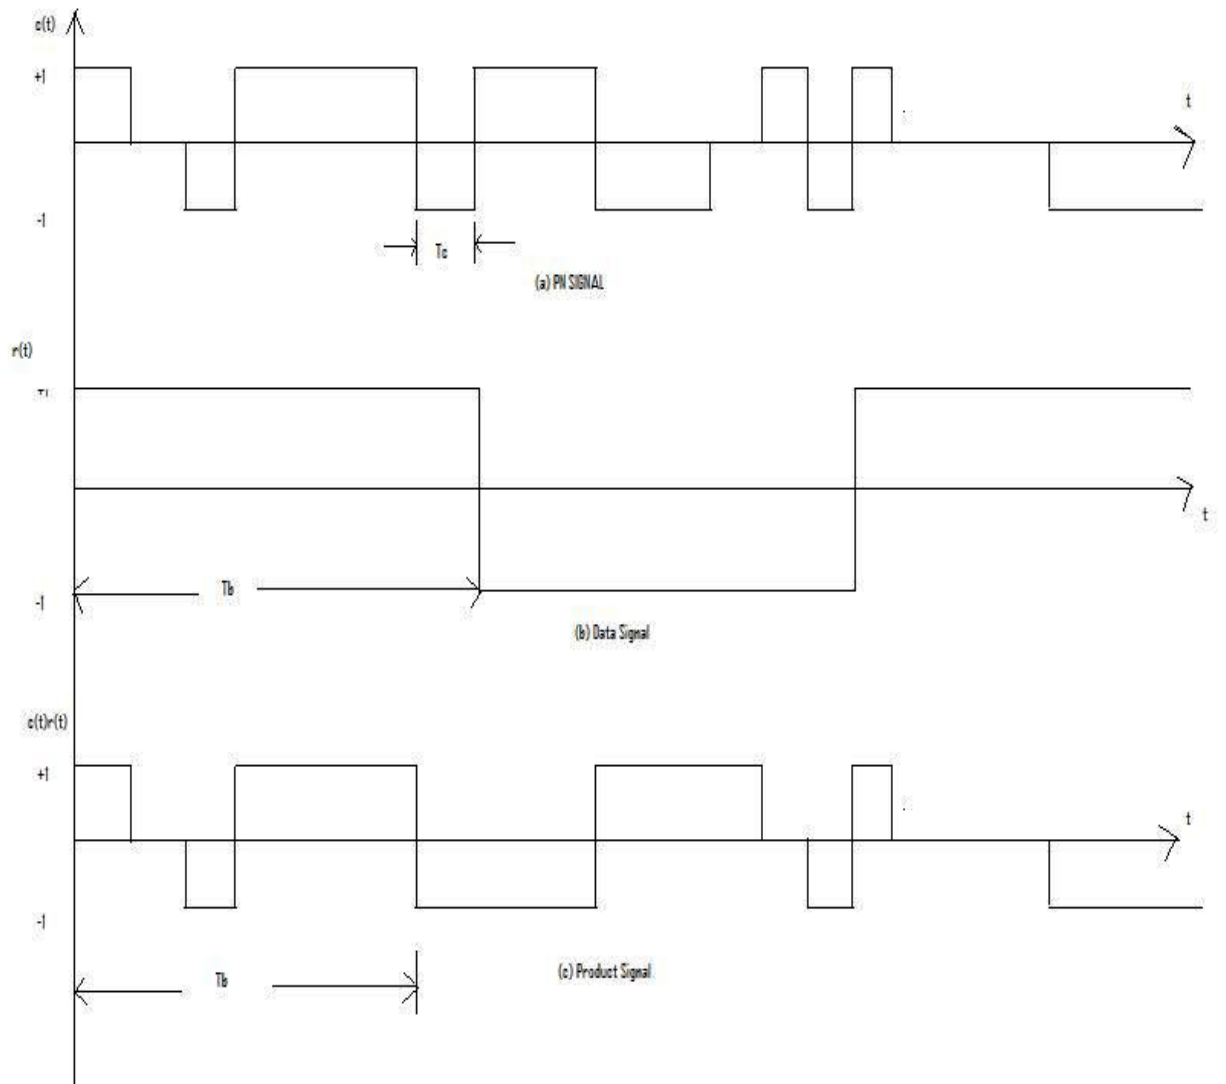 c(t)
+1
t
-1
Tc
(a) PN SIGNAL
r(t)
t
Tb
-1
(b) Data Signal
c(t)r(t)
+1
t
-1
Tb
(c) Product Signal